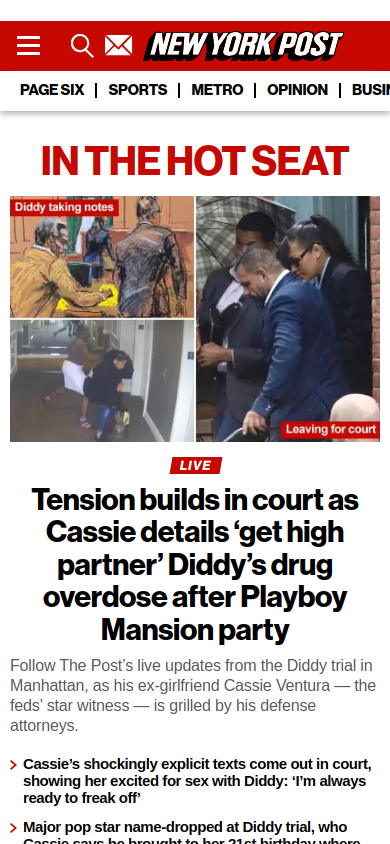 NEW YORK POST
PAGE SIX | SPORTS | METRO | OPINION | BUSIN
IN THE HOT SEAT
Diddy taking notes
Leaving for court
LIVE
Tension builds in court as
Cassie details ‘get high
partner’ Diddy’s drug
overdose after Playboy
Mansion party
Follow The Post’s live updates from the Diddy trial in
Manhattan, as his ex-girlfriend Cassie Ventura — the
feds’ star witness — is grilled by his defense
attorneys.
Cassie’s shockingly explicit texts come out in court,
showing her excited for sex with Diddy: ‘I’m always
ready to freak off’
Major pop star name-dropped at Diddy trial, who
Cassie says he brought to her 21st birthday where